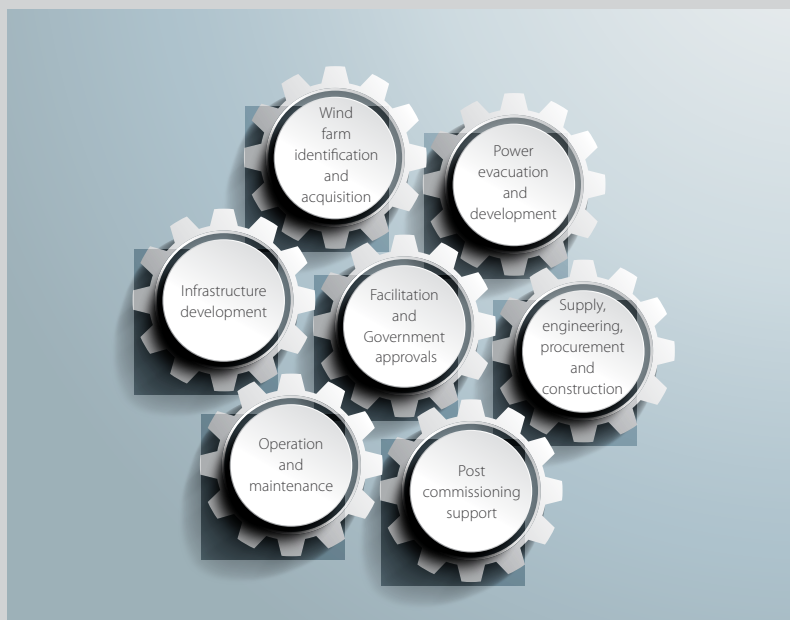 Wind
farm
identification
and
acquisition
Power
evacuation
and
development
Infrastructure
development
Facilitation
and
Government
approvals
Supply,
engineering,
procurement
and
construction
Operation
and
maintenance
Post
commissioning
support